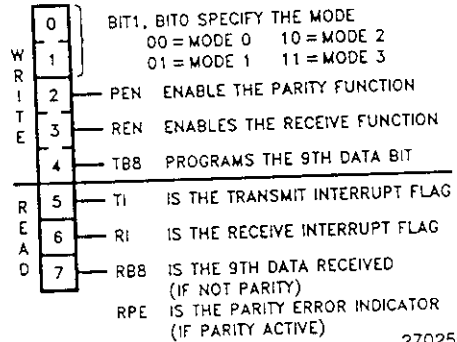 0 BIT1, BIT0 SPECIFY THE MODE
00 = MODE 0 10 = MODE 2
1 01 = MODE 1 11 = MODE 3
WRITE
2 PEN ENABLE THE PARITY FUNCTION
3 REN ENABLES THE RECEIVE FUNCTION
4 TB8 PROGRAMS THE 9TH DATA BIT
READ
5 TI IS THE TRANSMIT INTERRUPT FLAG
6 RI IS THE RECEIVE INTERRUPT FLAG
7 RB8 IS THE 9TH DATA RECEIVED
(IF NOT PARITY)
RPE IS THE PARITY ERROR INDICATOR
(IF PARITY ACTIVE)
27025